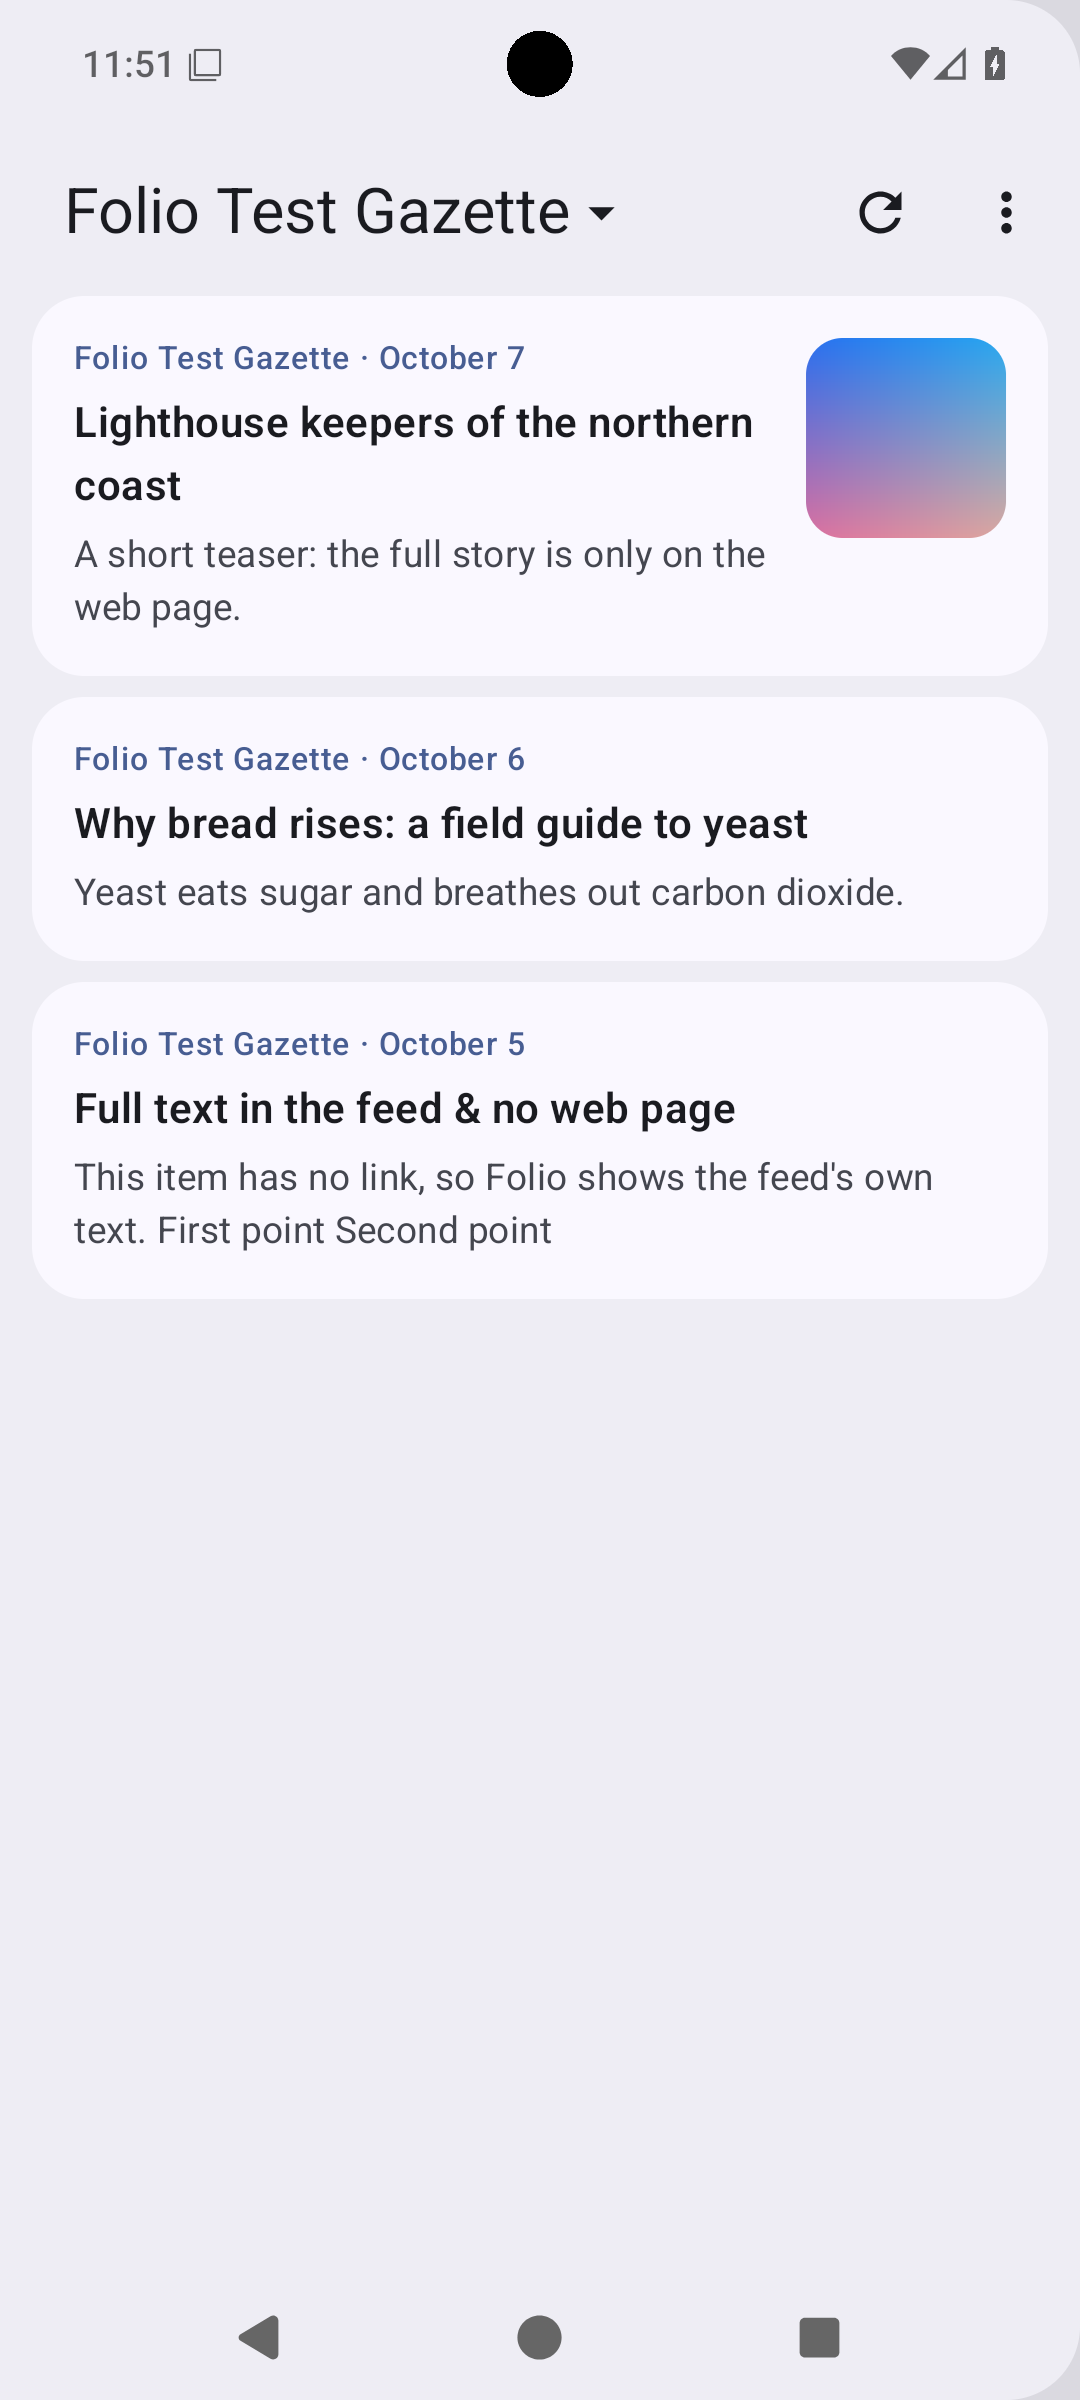 11:51
Folio Test Gazette
Folio Test Gazette · October 7
Lighthouse keepers of the northern
coast
A short teaser: the full story is only on the
web page.
Folio Test Gazette · October 6
Why bread rises: a field guide to yeast
Yeast eats sugar and breathes out carbon dioxide.
Folio Test Gazette · October 5
Full text in the feed & no web page
This item has no link, so Folio shows the feed's own
text. First point Second point